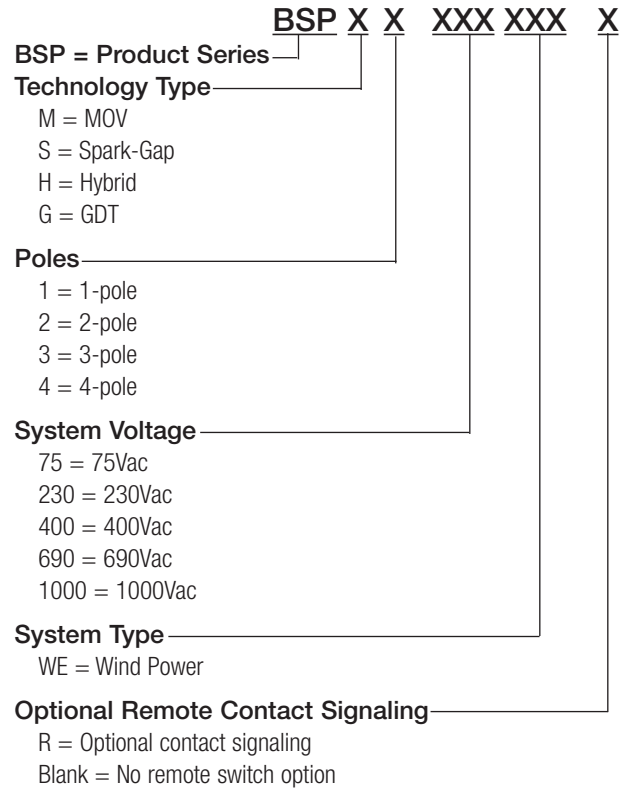 BSP X X XXX XXX X
BSP = Product Series
Technology Type
M = MOV
S = Spark-Gap
H = Hybrid
G = GDT
Poles
1 = 1-pole
2 = 2-pole
3 = 3-pole
4 = 4-pole
System Voltage
75 = 75Vac
230 = 230Vac
400 = 400Vac
690 = 690Vac
1000 = 1000Vac
System Type
WE = Wind Power
Optional Remote Contact Signaling
R = Optional contact signaling
Blank = No remote switch option